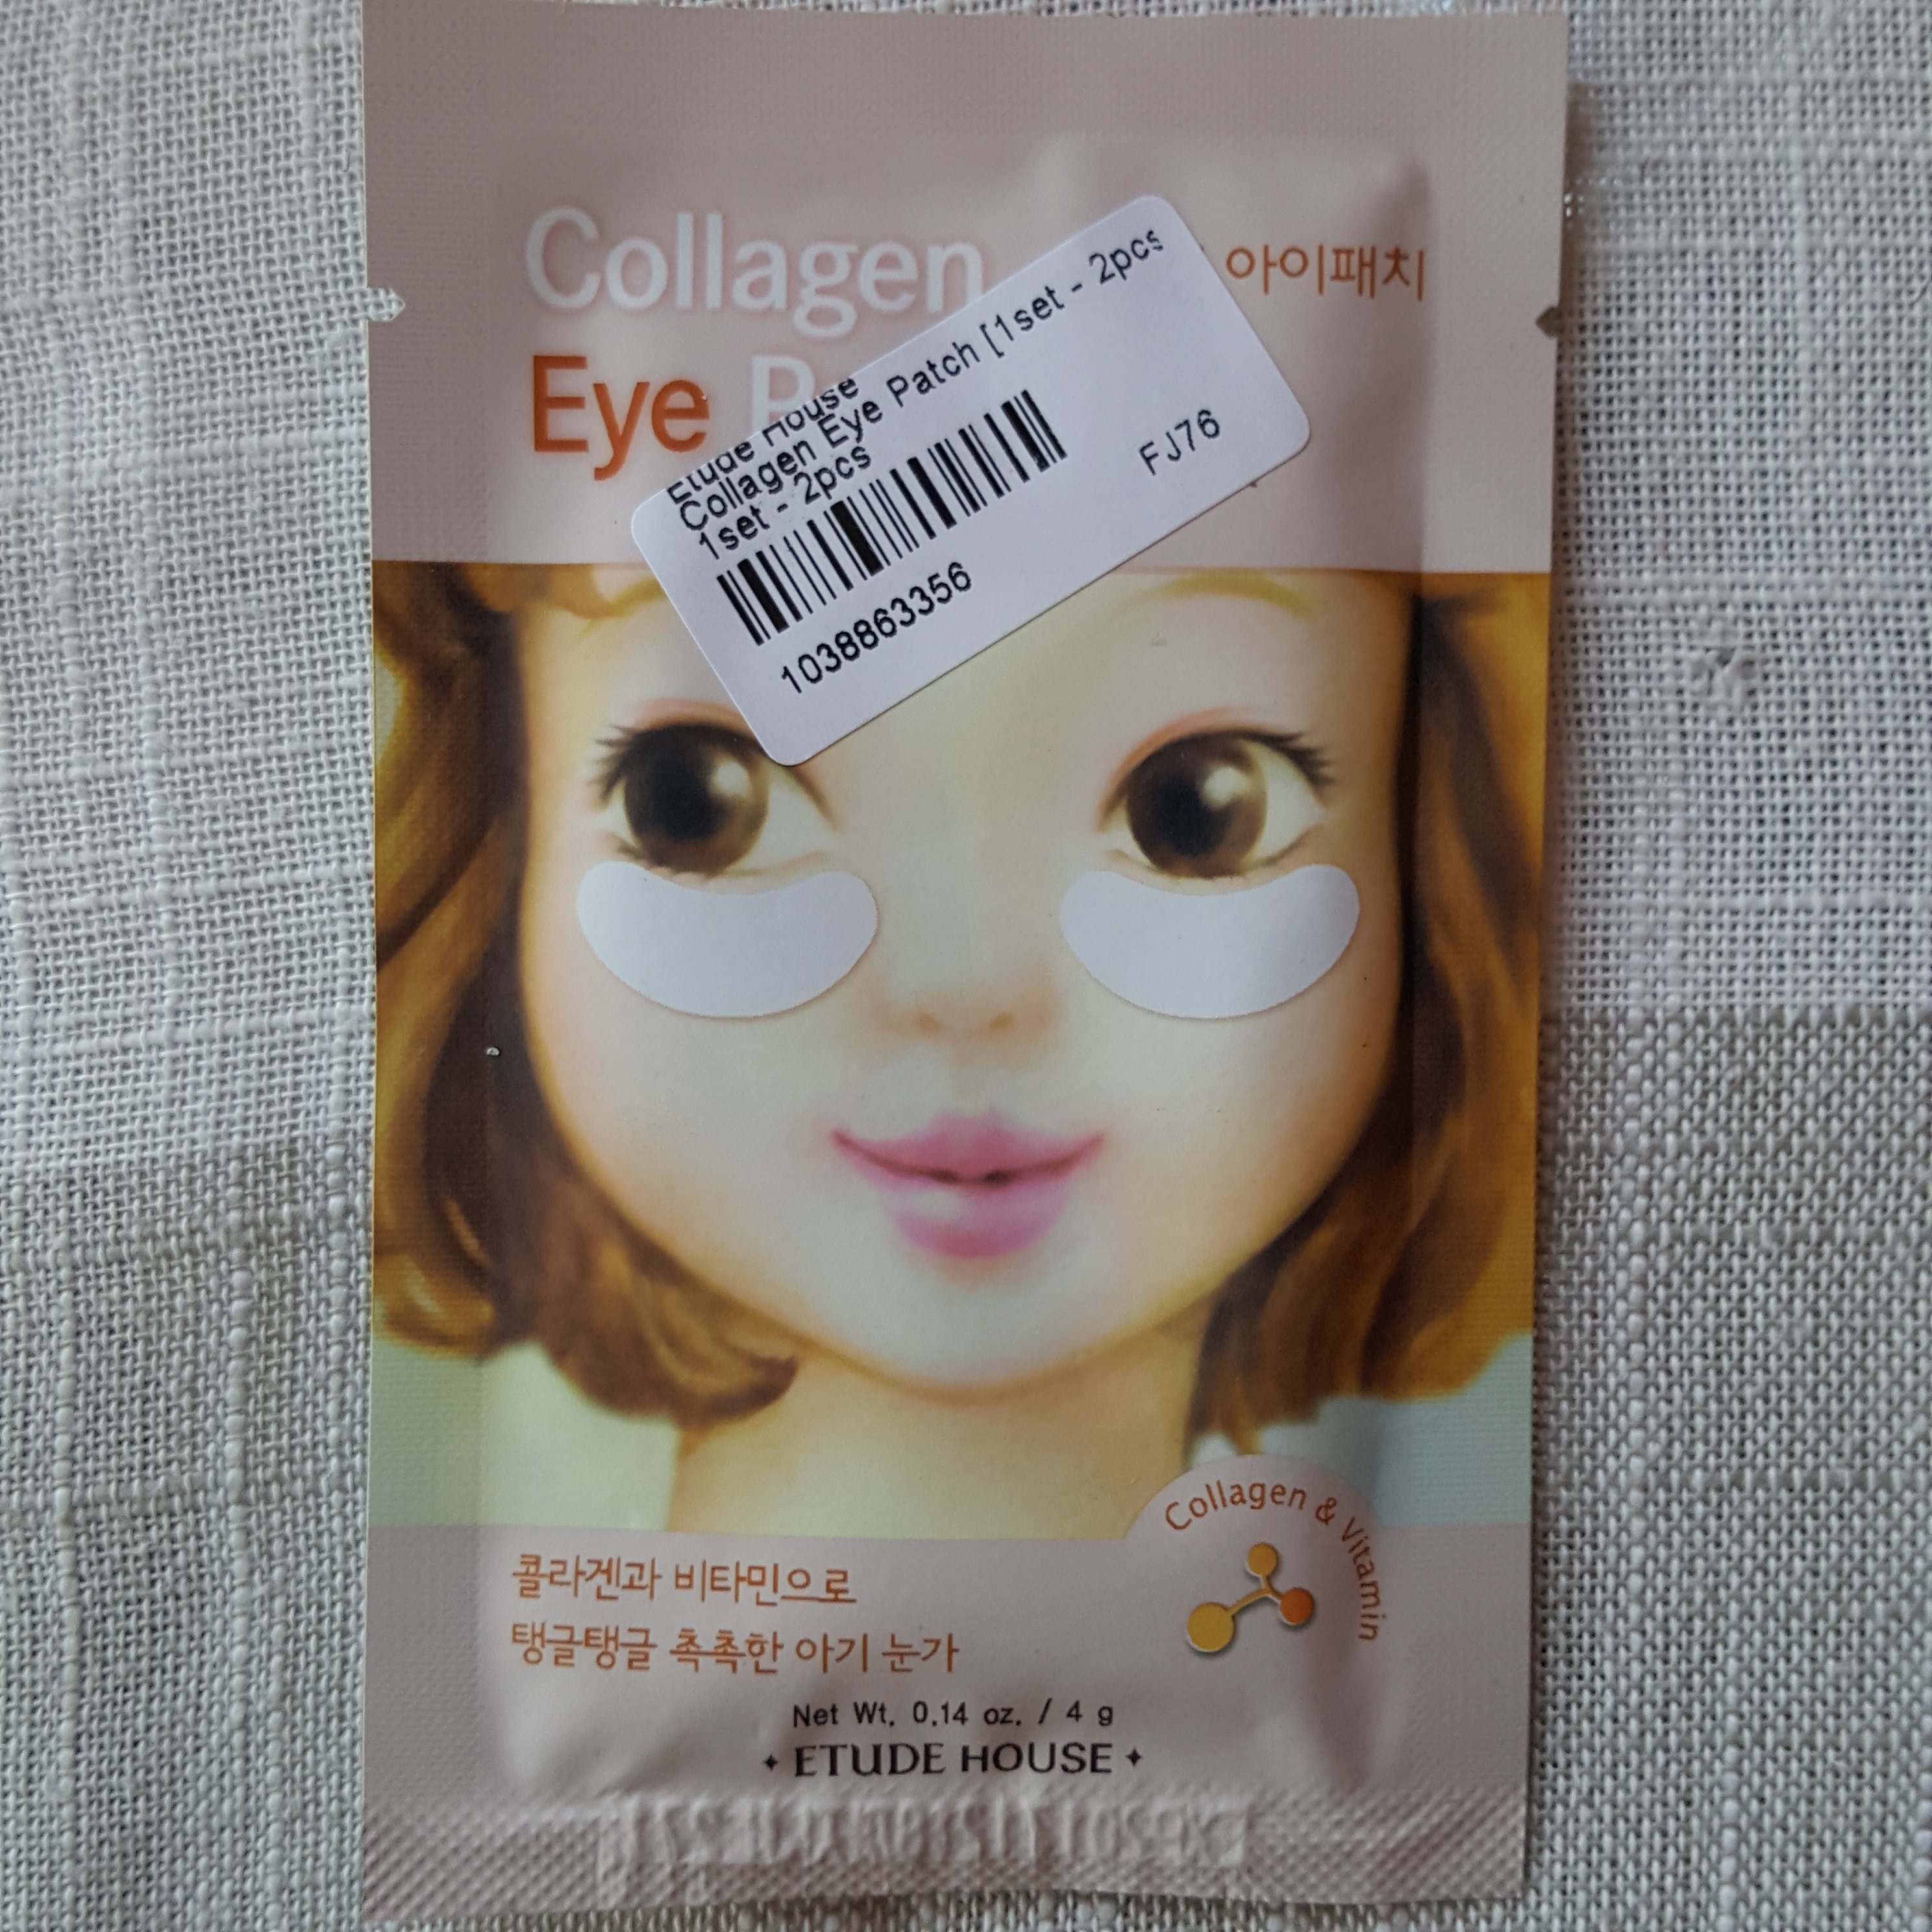 Collagen
아이패치
Eye
Etude House
Collagen Eye Patch [1set - 2pcs
1set - 2pcs
FJ76
1038863356
Collagen & Vitamin
콜라겐과 비타민으로
탱글탱글 촉촉한 아기 눈가
Net Wt. 0.14 oz. / 4 g
ETUDE HOUSE